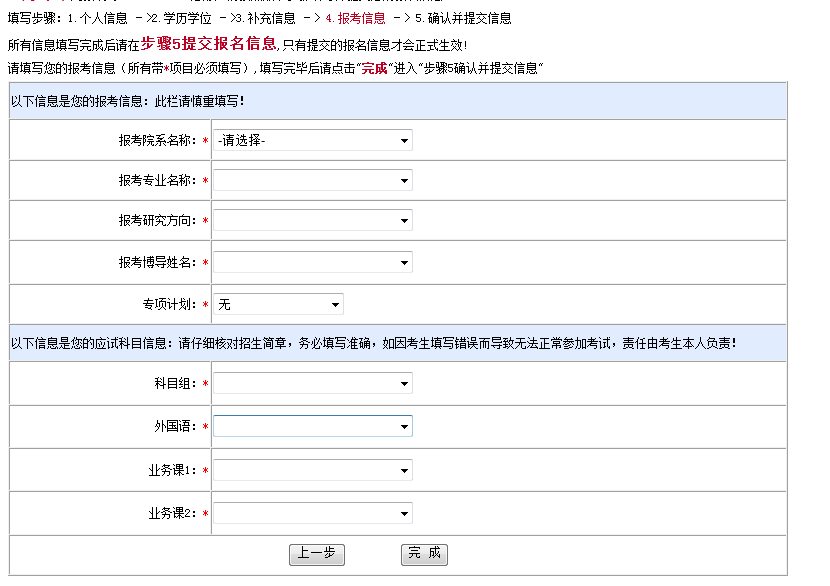 填写步骤：1.个人信息 ->2.学历学位 ->3.补充信息 -> 4.报考信息 -> 5.确认并提交信息
所有信息填写完成后请在步骤5提交报名信息,只有提交的报名信息才会正式生效!
请填写您的报考信息（所有带*项目必须填写）,填写完毕后请点击"完成"进入"步骤5确认并提交信息"
以下信息是您的报考信息：此栏请慎重填写!
报考院系名称：* -请选择-
报考专业名称：*
报考研究方向：*
报考博导姓名：*
专项计划：* 无
以下信息是您的应试科目信息：请仔细核对招生简章，务必填写准确，如因考生填写错误而导致无法正常参加考试，责任由考生本人负责!
科目组：*
外国语：*
业务课1：*
业务课2：*
上一步 完 成